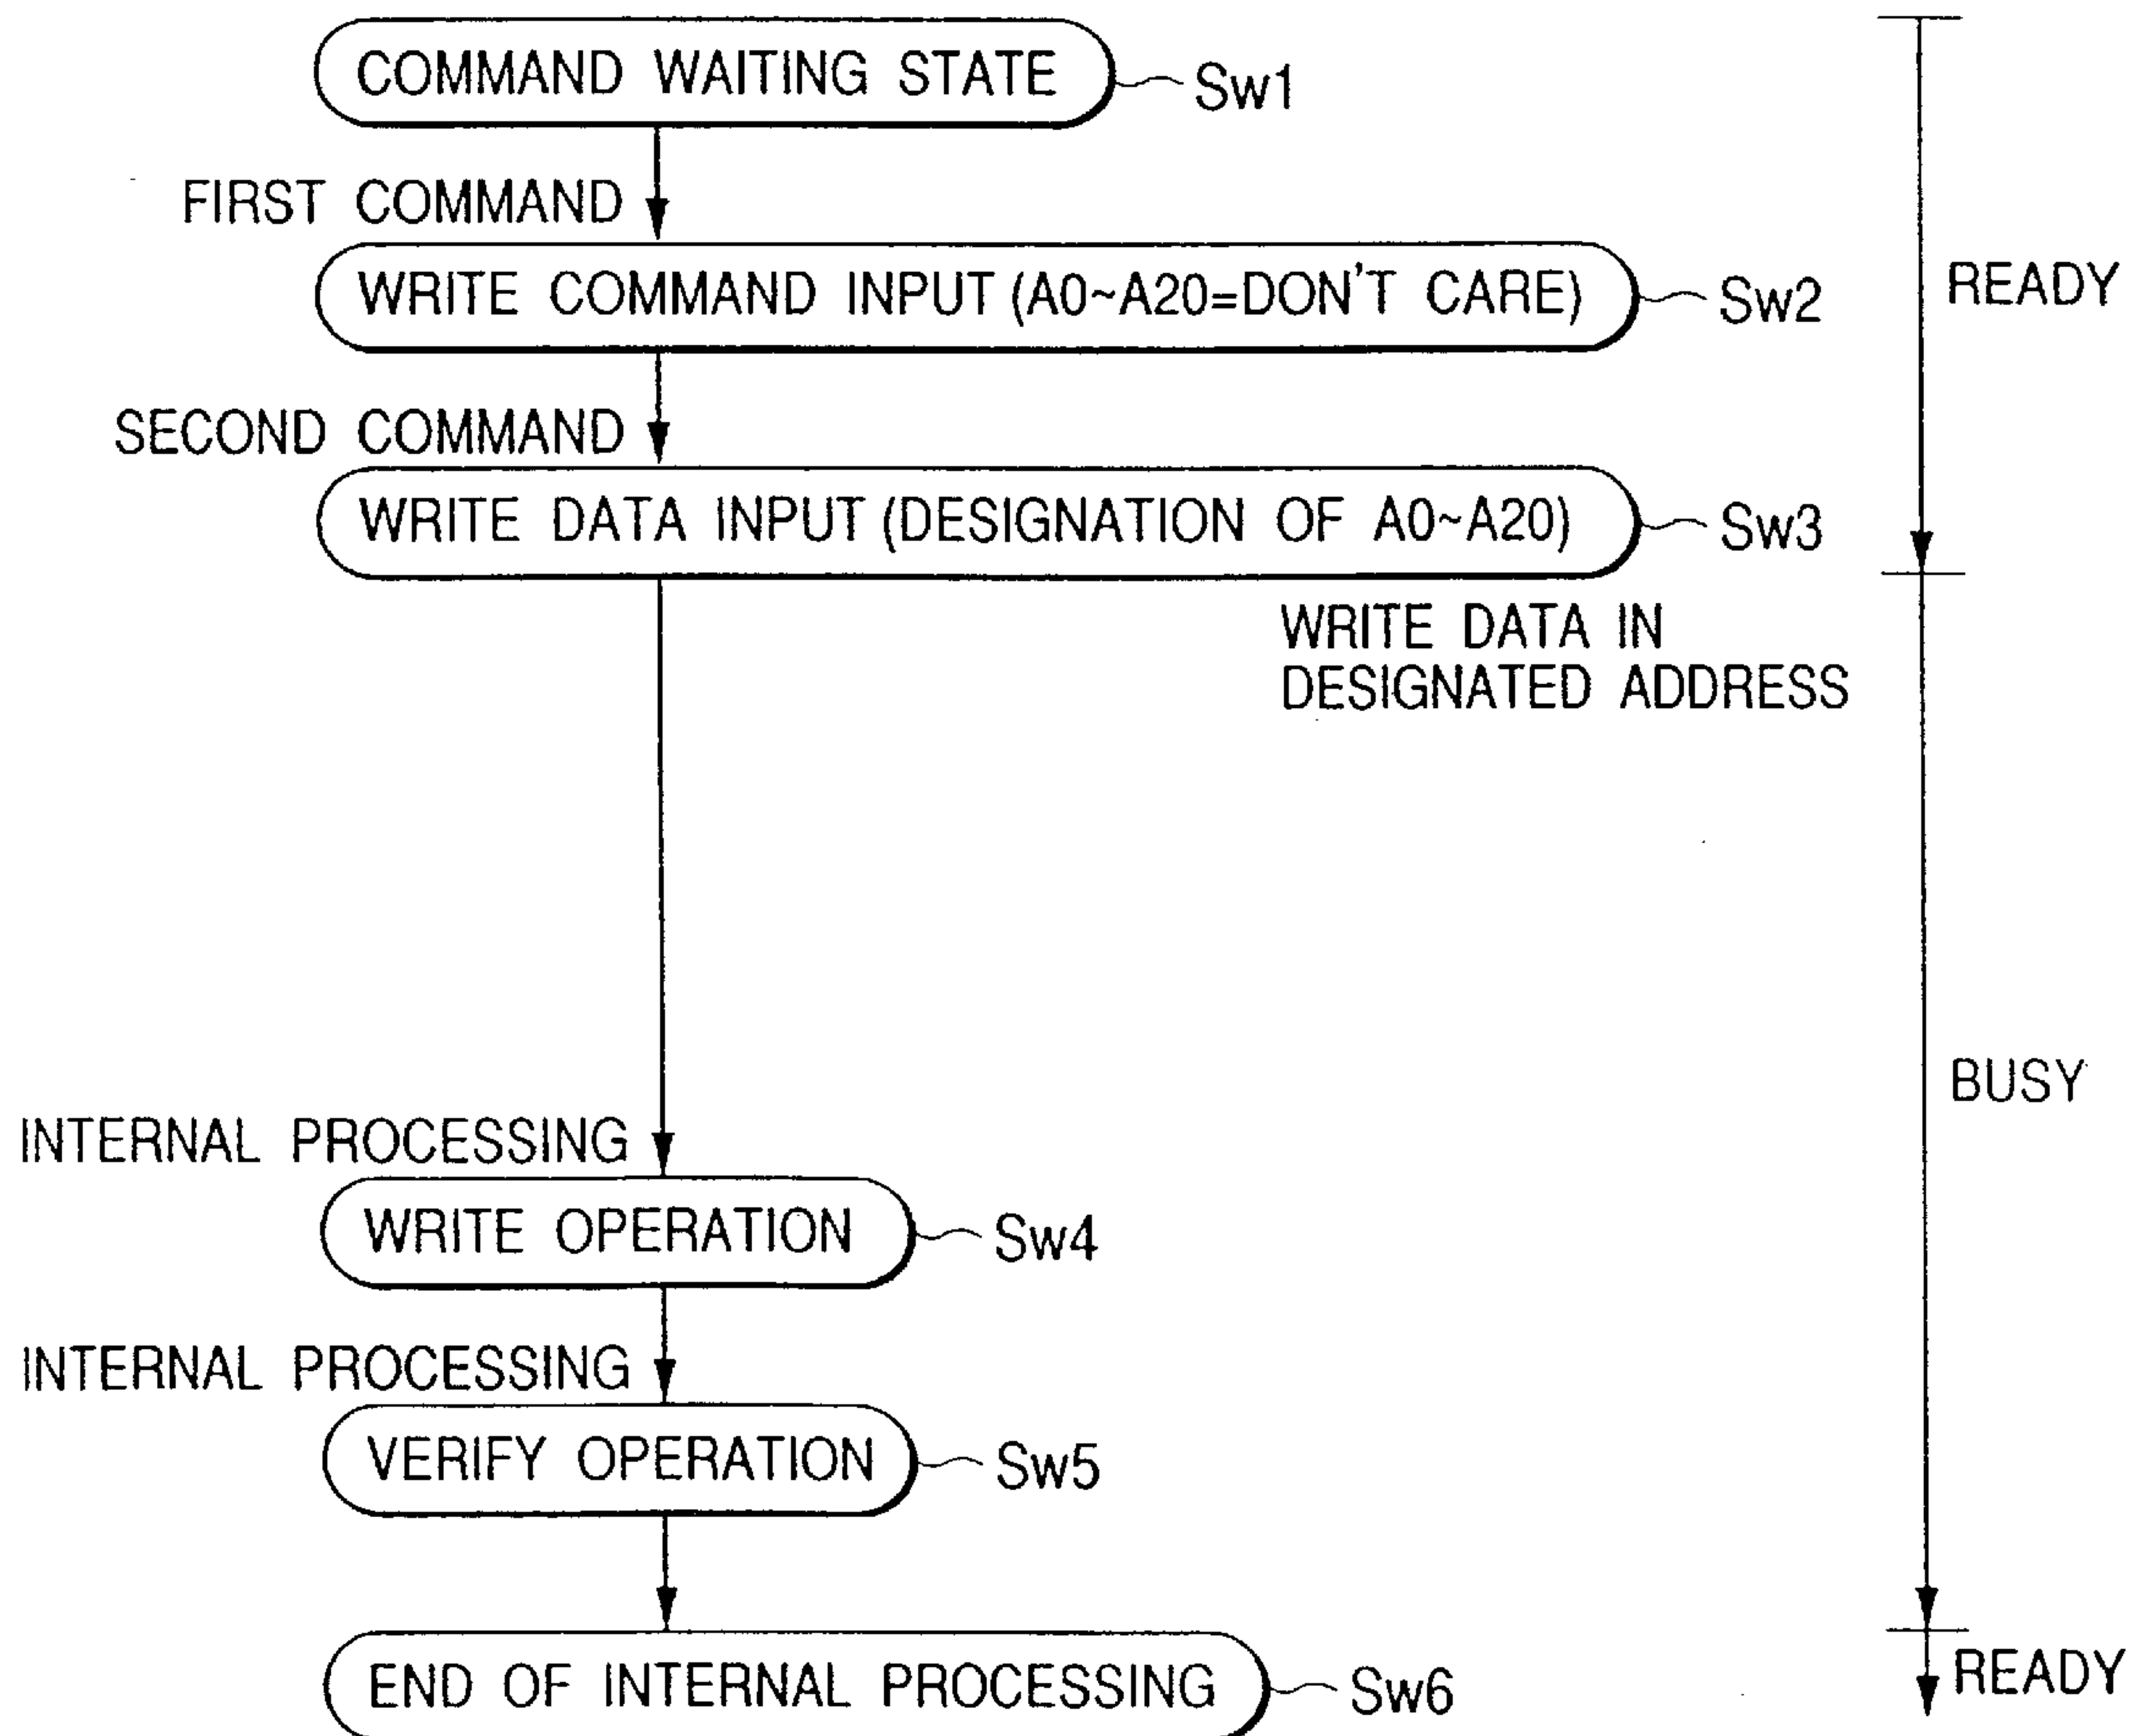 COMMAND WAITING STATE Sw1
FIRST COMMAND
WRITE COMMAND INPUT (A0~A20=DON'T CARE) Sw2
READY
SECOND COMMAND
WRITE DATA INPUT (DESIGNATION OF A0~A20) Sw3
WRITE DATA IN
DESIGNATED ADDRESS
BUSY
INTERNAL PROCESSING
WRITE OPERATION Sw4
INTERNAL PROCESSING
VERIFY OPERATION Sw5
END OF INTERNAL PROCESSING Sw6
READY